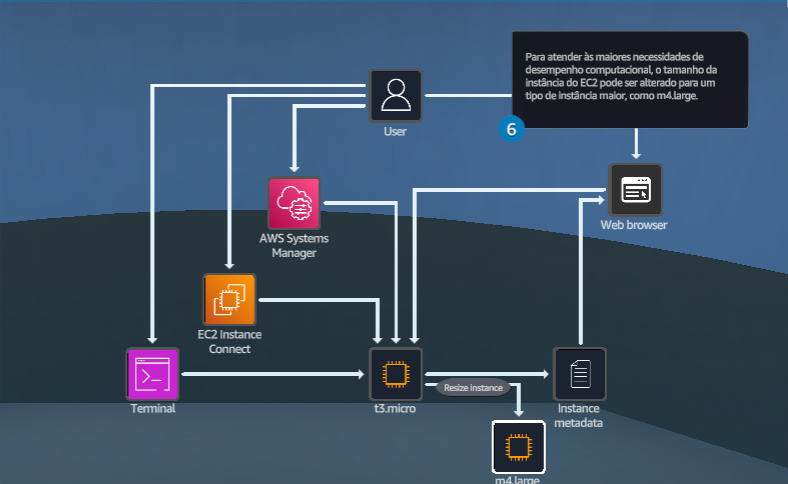 Para atender às maiores necessidades de
desempenho computacional, o tamanho da
instância do EC2 pode ser alterado para um
tipo de instância maior, como m4.large.
6
User
Web browser
AWS Systems
Manager
EC2 Instance
Connect
Terminal
t3.micro
Resize instance
Instance
metadata
m4.large